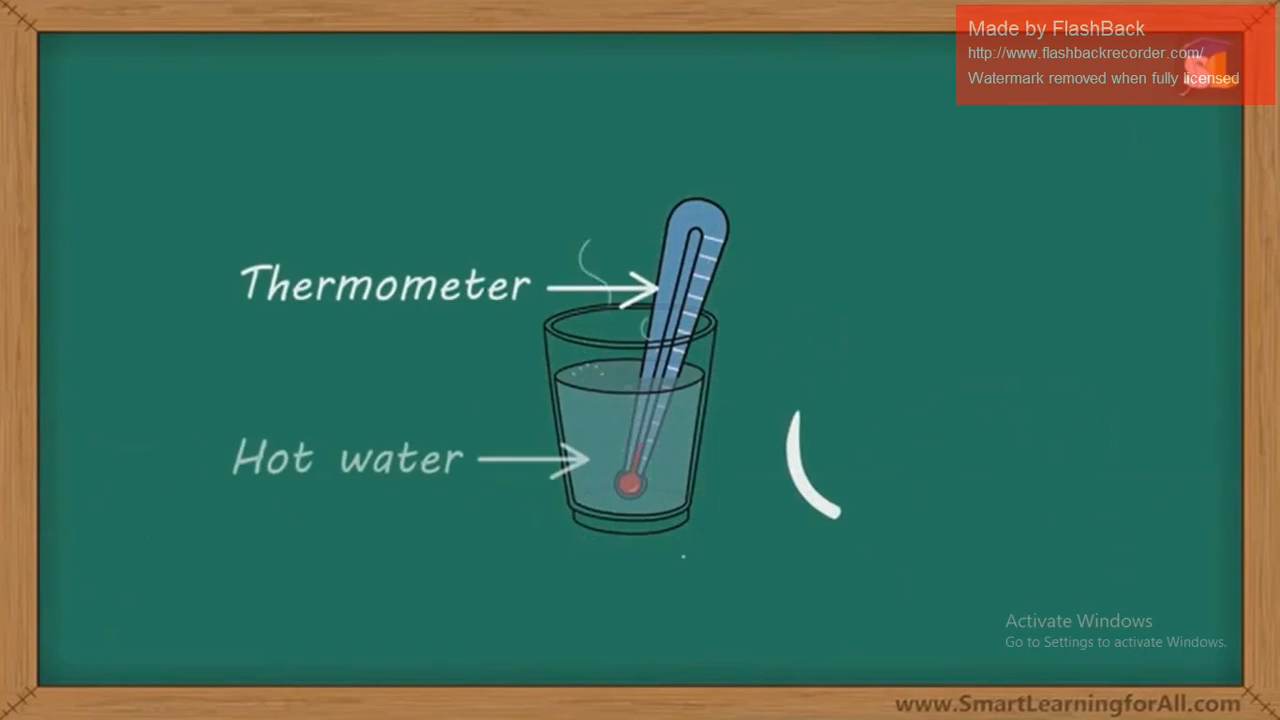 Made by FlashBack
http://www.flashbackrecorder.com/
Watermark removed when fully licensed
Thermometer
Hot water
Activate Windows
Go to Settings to activate Windows.
www.SmartLearningforAll.com